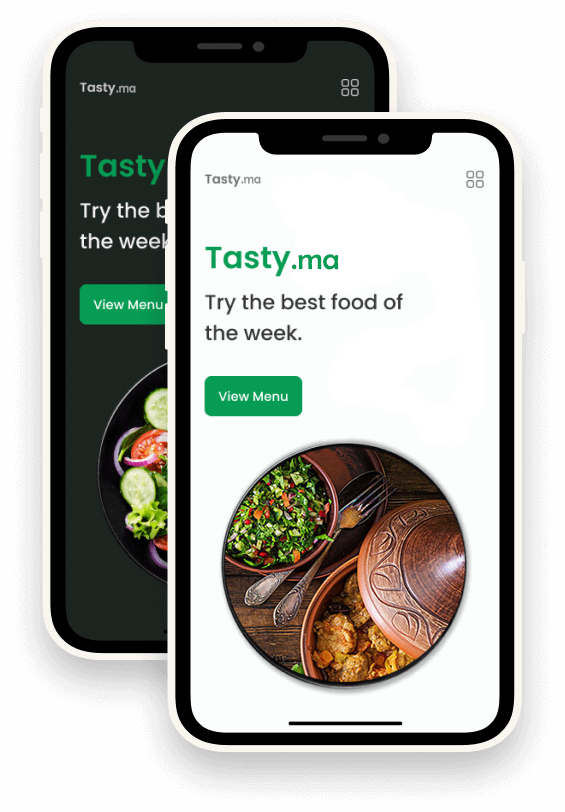 Tasty.ma
Tasty
Try the b
the week
View Menu
Tasty.ma
Tasty.ma
Try the best food of
the week.
View Menu